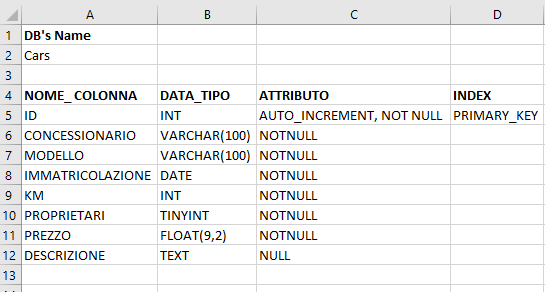 A B C D
1 DB's Name
2 Cars
3
4 NOME_COLONNA DATA_TIPO ATTRIBUTO INDEX
5 ID INT AUTO_INCREMENT, NOT NULL PRIMARY_KEY
6 CONCESSIONARIO VARCHAR(100) NOTNULL
7 MODELLO VARCHAR(100) NOTNULL
8 IMMATRICOLAZIONE DATE NOTNULL
9 KM INT NOTNULL
10 PROPRIETARI TINYINT NOTNULL
11 PREZZO FLOAT(9,2) NOTNULL
12 DESCRIZIONE TEXT NULL
13